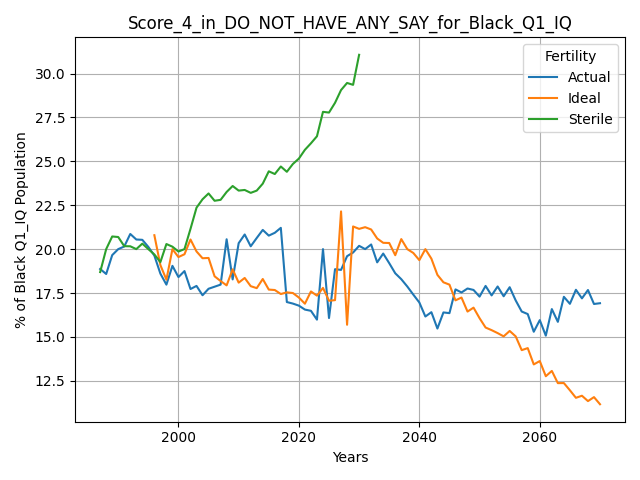 Score_4_in_DO_NOT_HAVE_ANY_SAY_for_Black_Q1_IQ
Fertility
Actual
Ideal
Sterile
% of Black Q1_IQ Population
30.0
27.5
25.0
22.5
20.0
17.5
15.0
12.5
2000
2020
2040
2060
Years